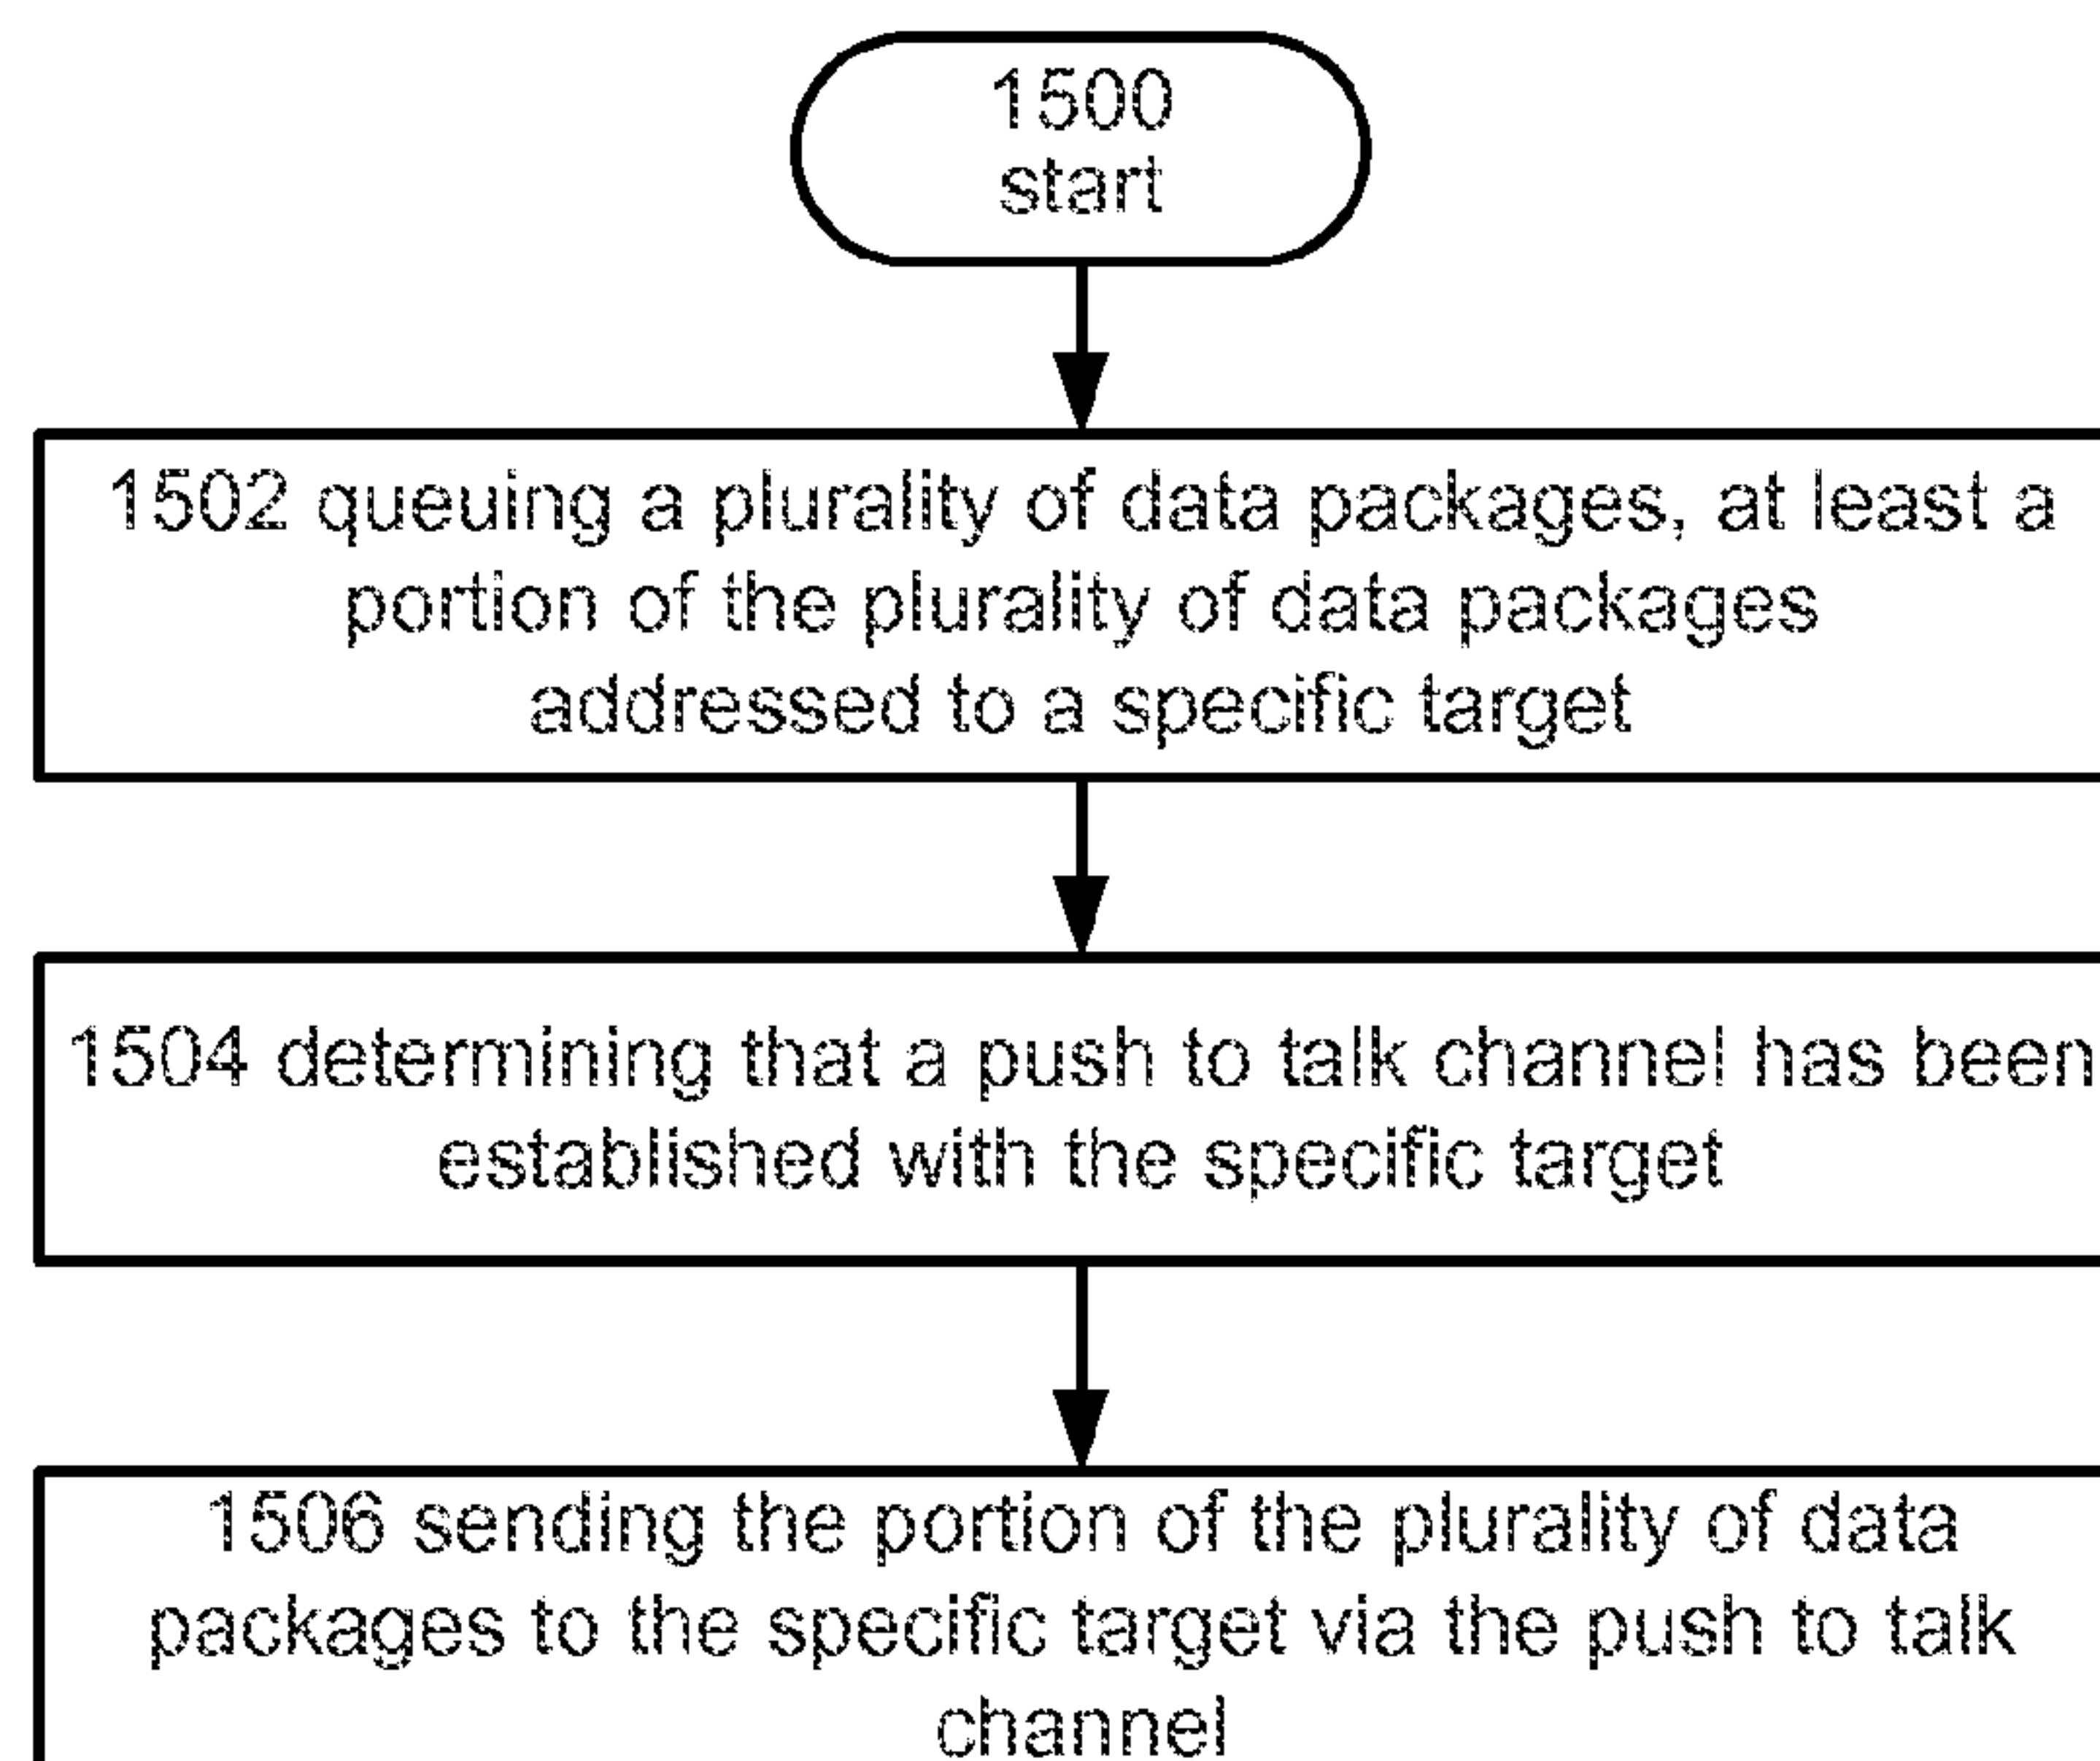 1500
start
1502 queuing a plurality of data packages, at least a
portion of the plurality of data packages
addressed to a specific target
1504 determining that a push to talk channel has been
established with the specific target
1506 sending the portion of the plurality of data
packages to the specific target via the push to talk
channel